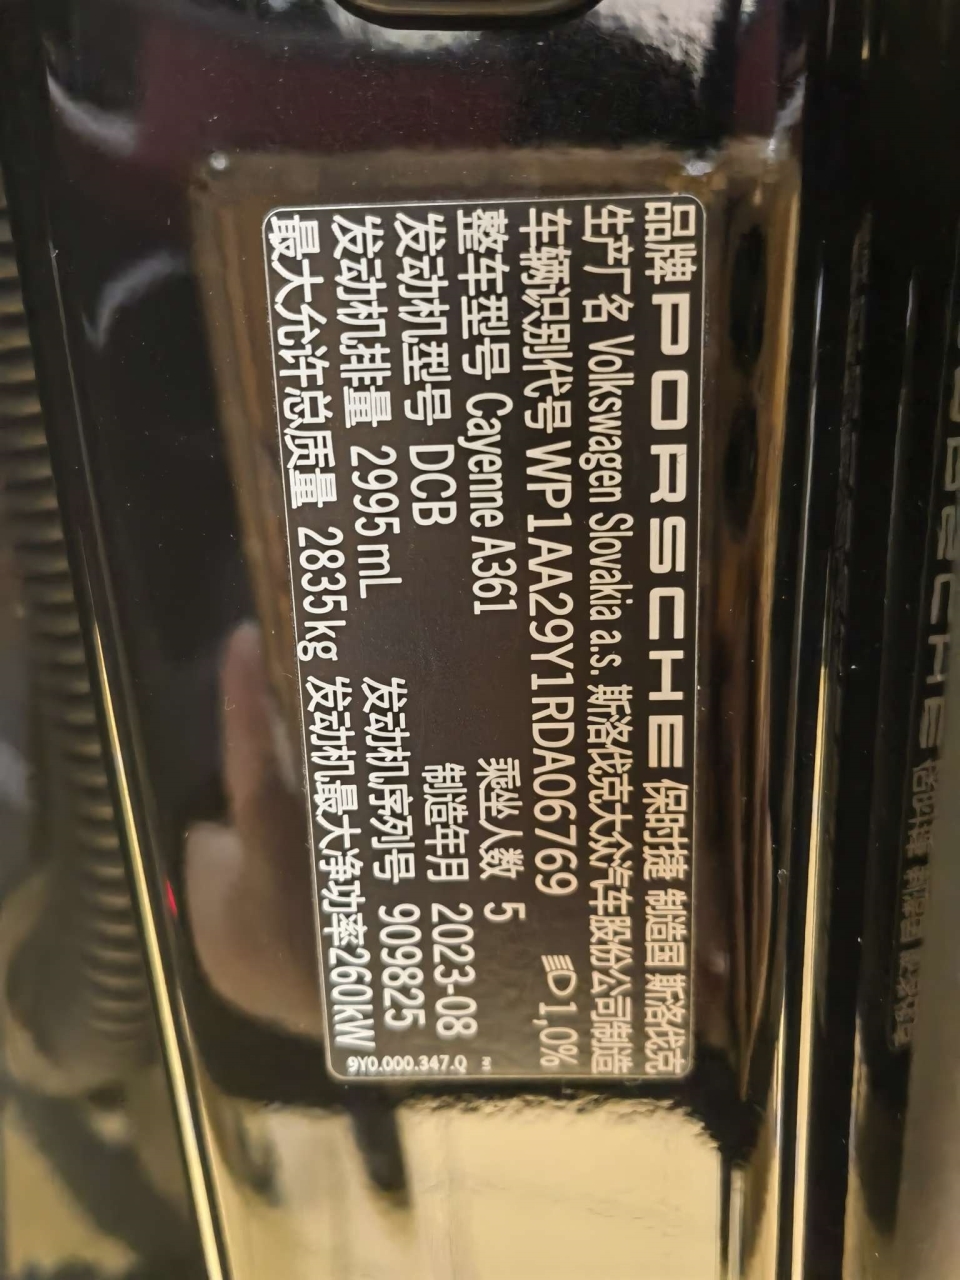 品牌 PORSCHE 保时捷 制造国 斯洛伐克
生产厂名 Volkswagen Slovakia a.s. 斯洛伐克大众汽车股份公司制造
车辆识别代号 WP1AA29Y1RDA06769 1,0%
整车型号 Cayenne A361 乘坐人数 5
发动机型号 DCB 制造年月 2023-08
发动机排量 2995mL 发动机序列号 909825
最大允许总质量 2835kg 发动机最大净功率260kW
9Y0.000.347.Q